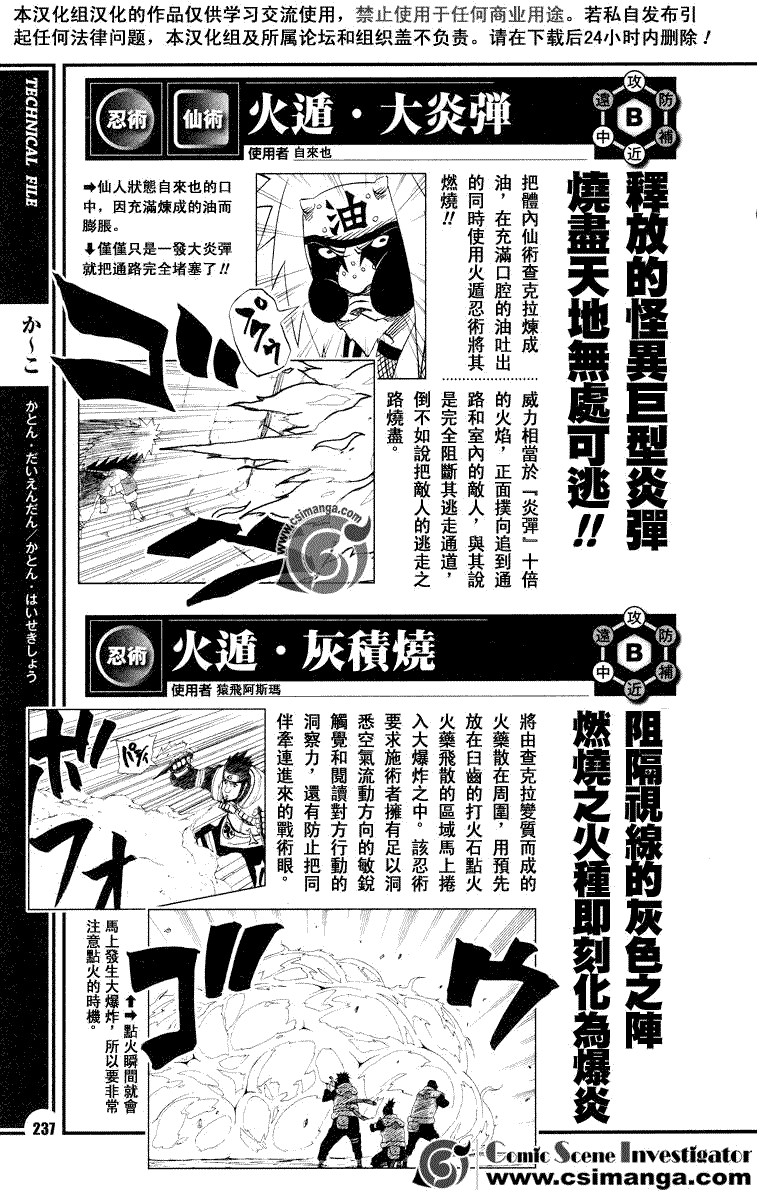 本汉化组汉化的作品仅供学习交流使用，禁止使用于任何商业用途。若私自发布引
起任何法律问题，本汉化组及所属论坛和组织盖不负责。请在下载后24小时内删除！
TECHNICAL FILE
か～こ
かとん・だいえんだん／かとん・はいせきしょう
忍術
仙術
火遁・大炎弾
使用者 自來也
攻
防
補
近
中
遠
B
釋放的怪異巨型炎彈
燒盡天地無處可逃!!
把體內仙術查克拉煉成
油，在充滿口腔的油吐出
的同時使用火遁忍術將其
燃燒!!
威力相當於『炎彈』十倍
的火焰，正面撲向追到通
路和室內的敵人，與其說
是完全阻斷其逃走通道，
倒不如說把敵人的逃走之
路燒盡。
➡仙人狀態自來也的口
中，因充滿煉成的油而
膨脹。
⬇僅僅只是一發大炎彈
就把通路完全堵塞了!!
油
ゴオ
www.csimanga.com
忍術
火遁・灰積燒
使用者 猿飛阿斯瑪
攻
防
補
近
中
遠
B
阻隔視線的灰色之陣
燃燒之火種即刻化為爆炎
將由查克拉變質而成的
火藥散在周圍，用預先
放在臼齒的打火石點火
火藥飛散的區域馬上捲
入大爆炸之中。該忍術
要求施術者擁有足以洞
悉空氣流動方向的敏銳
觸覺和閱讀對方行動的
洞察力，還有防止把同
伴牽連進來的戰術眼。
ボフォ
ゴウ
⬆➡點火瞬間就會
馬上發生大爆炸，所以要非常
注意點火的時機。
237
Comic Scene Investigator
www.csimanga.com